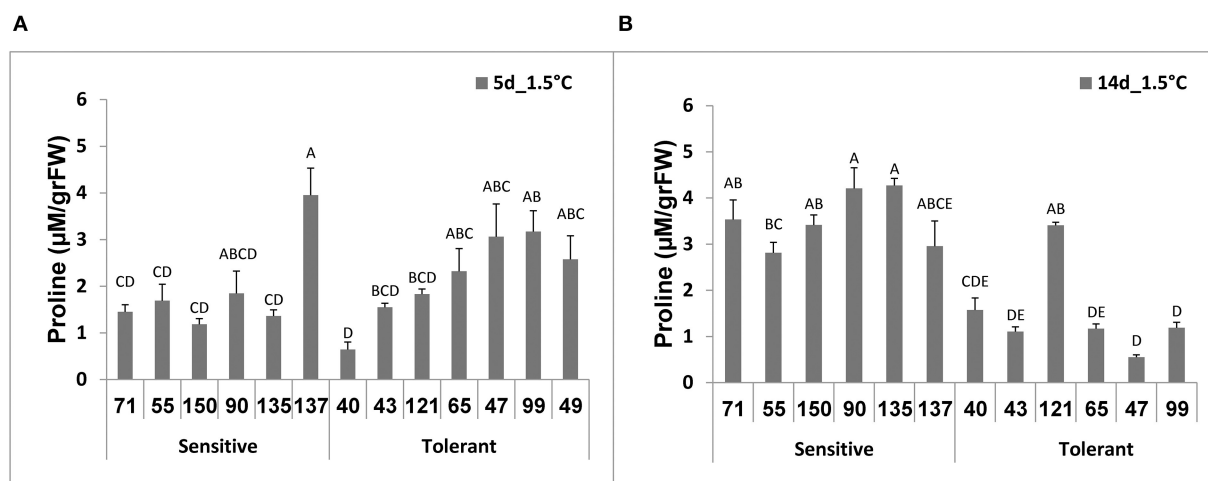 A
5d_1.5°C
Proline (µM/grFW)
6
5
4
3
2
1
0
CD CD CD ABCD CD A D BCD BCD ABC ABC AB ABC
71 55 150 90 135 137 40 43 121 65 47 99 49
Sensitive Tolerant
B
14d_1.5°C
Proline (µM/grFW)
6
5
4
3
2
1
0
AB BC AB A A ABCE CDE DE AB DE D D
71 55 150 90 135 137 40 43 121 65 47 99
Sensitive Tolerant